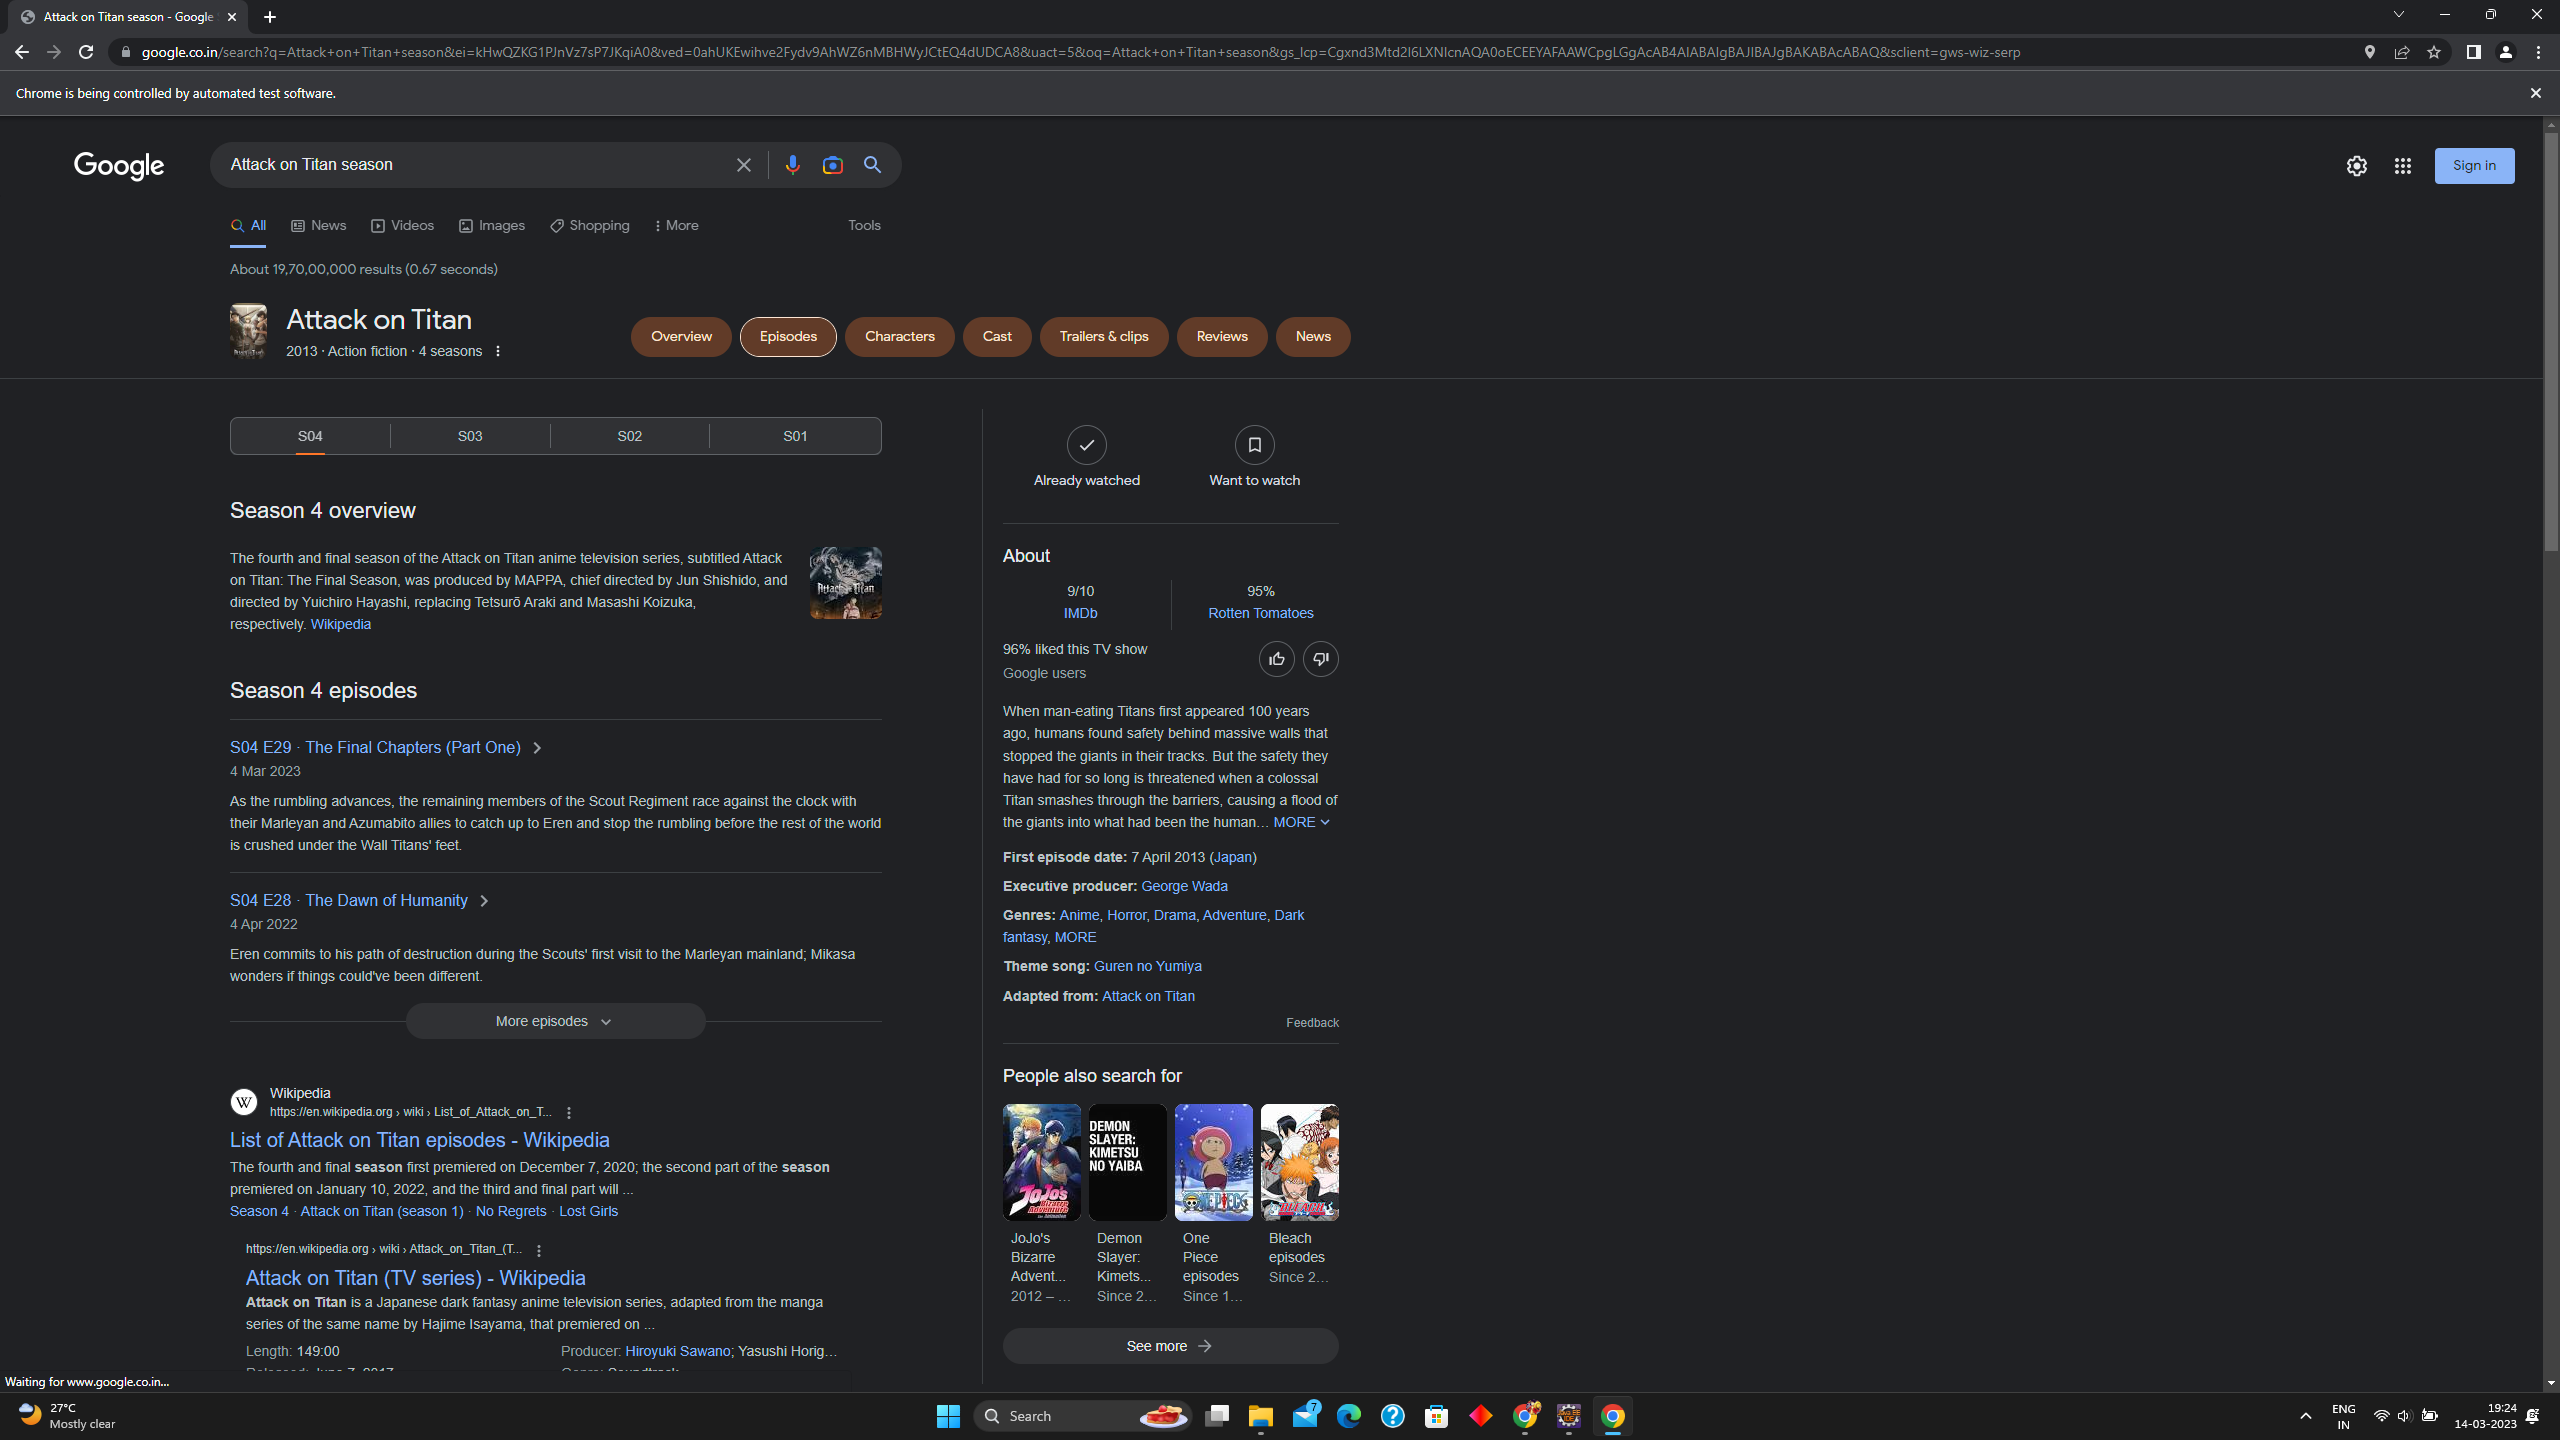 Attack on Titan season - Google
google.co.in/search?q=Attack+on+Titan+season&ei=kHwQZKG1PJnVz7sP7JKqiA0&ved=0ahUKEwihve2Fydv9AhWZ6nMBHWyJCtEQ4dUDCA8&uact=5&oq=Attack+on+Titan+season&gs_lcp=Cgxnd3Mtd2l6LXNlcnAQA0oECEEYAFAAWCpgLGgAcAB4AIABAIgBAJIBAJgBAKABAcABAQ&sclient=gws-wiz-serp
Chrome is being controlled by automated test software.
Google
Attack on Titan season
Sign in
All News Videos Images Shopping More Tools
About 19,70,00,000 results (0.67 seconds)
Attack on Titan
2013 · Action fiction · 4 seasons
Overview Episodes Characters Cast Trailers & clips Reviews News
S04 S03 S02 S01
Season 4 overview
The fourth and final season of the Attack on Titan anime television series, subtitled Attack
on Titan: The Final Season, was produced by MAPPA, chief directed by Jun Shishido, and
directed by Yuichiro Hayashi, replacing Tetsurō Araki and Masashi Koizuka,
respectively. Wikipedia
Attack on Titan
Season 4 episodes
S04 E29 · The Final Chapters (Part One)
4 Mar 2023
As the rumbling advances, the remaining members of the Scout Regiment race against the clock with
their Marleyan and Azumabito allies to catch up to Eren and stop the rumbling before the rest of the world
is crushed under the Wall Titans' feet.
S04 E28 · The Dawn of Humanity
4 Apr 2022
Eren commits to his path of destruction during the Scouts' first visit to the Marleyan mainland; Mikasa
wonders if things could've been different.
More episodes
Wikipedia
https://en.wikipedia.org › wiki › List_of_Attack_on_T...
List of Attack on Titan episodes - Wikipedia
The fourth and final season first premiered on December 7, 2020; the second part of the season
premiered on January 10, 2022, and the third and final part will ...
Season 4 · Attack on Titan (season 1) · No Regrets · Lost Girls
https://en.wikipedia.org › wiki › Attack_on_Titan_(T...
Attack on Titan (TV series) - Wikipedia
Attack on Titan is a Japanese dark fantasy anime television series, adapted from the manga
series of the same name by Hajime Isayama, that premiered on ...
Length: 149:00 Producer: Hiroyuki Sawano; Yasushi Horig...
Already watched Want to watch
About
9/10 95%
IMDb Rotten Tomatoes
96% liked this TV show
Google users
When man-eating Titans first appeared 100 years
ago, humans found safety behind massive walls that
stopped the giants in their tracks. But the safety they
have had for so long is threatened when a colossal
Titan smashes through the barriers, causing a flood of
the giants into what had been the human... MORE
First episode date: 7 April 2013 (Japan)
Executive producer: George Wada
Genres: Anime, Horror, Drama, Adventure, Dark
fantasy, MORE
Theme song: Guren no Yumiya
Adapted from: Attack on Titan
Feedback
People also search for
DEMON
SLAYER:
KIMETSU
NO YAIBA
JoJo's
Bizarre
Advent...
2012 – ...
Demon
Slayer:
Kimets...
Since 2...
One
Piece
episodes
Since 1...
Bleach
episodes
Since 2...
See more
Waiting for www.google.co.in...
27°C
Mostly clear
Search
7
ENG
IN
19:24
14-03-2023